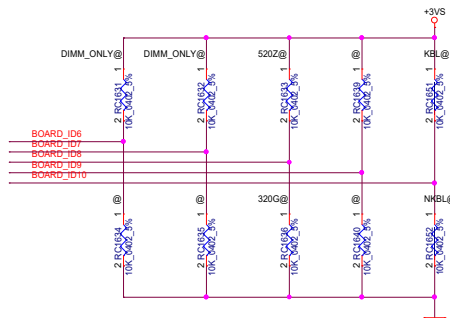 +3VS
DIMM_ONLY@ DIMM_ONLY@ 520Z@ @ KBL@
1 1 1 1 1
RC1631 10K_0402_5%
RC1632 10K_0402_5%
RC1633 10K_0402_5%
RC1639 10K_0402_5%
RC1651 10K_0402_5%
2 2 2 2 2
BOARD_ID6
BOARD_ID7
BOARD_ID8
BOARD_ID9
BOARD_ID10
@ @ 320G@ @ NKBL@
1 1 1 1 1
RC1634 10K_0402_5%
RC1635 10K_0402_5%
RC1636 10K_0402_5%
RC1640 10K_0402_5%
RC1652 10K_0402_5%
2 2 2 2 2